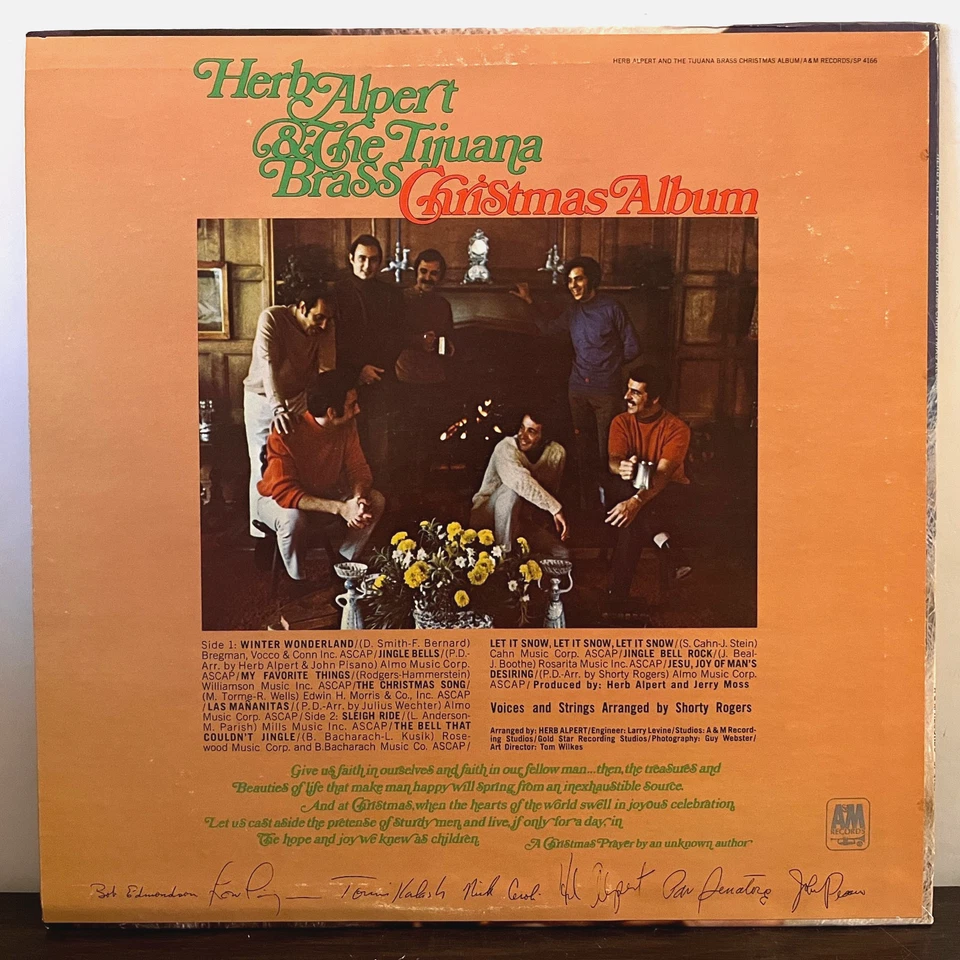 HERB ALPERT AND THE TIJUANA BRASS CHRISTMAS ALBUM/A&M RECORDS/SP 4166
Herb Alpert
& The Tijuana
Brass Christmas Album
Side 1: WINTER WONDERLAND/(D. Smith-F. Bernard)
Bregman, Vocco & Conn Inc. ASCAP/JINGLE BELLS/(P.D.-
Arr. by Herb Alpert & John Pisano) Almo Music Corp.
ASCAP/MY FAVORITE THINGS/(Rodgers-Hammerstein)
Williamson Music Inc. ASCAP/THE CHRISTMAS SONG/
(M. Torme-R. Wells) Edwin H. Morris & Co., Inc. ASCAP
/LAS MAÑANITAS/(P.D.-Arr. by Julius Wechter) Almo
Music Corp. ASCAP/Side 2: SLEIGH RIDE/(L. Anderson-
M. Parish) Mills Music Inc. ASCAP/THE BELL THAT
COULDN'T JINGLE/(B. Bacharach-L. Kusik) Rose-
wood Music Corp. and B.Bacharach Music Co. ASCAP/
LET IT SNOW, LET IT SNOW, LET IT SNOW/(S. Cahn-J. Stein)
Cahn Music Corp. ASCAP/JINGLE BELL ROCK/(J. Beal-
J. Boothe) Rosarita Music Inc. ASCAP/JESU, JOY OF MAN'S
DESIRING/(P.D.-Arr. by Shorty Rogers) Almo Music Corp.
ASCAP/Produced by: Herb Alpert and Jerry Moss
Voices and Strings Arranged by Shorty Rogers
Arranged by: HERB ALPERT/Engineer: Larry Levine/Studios: A & M Record-
ing Studios/Gold Star Recording Studios/Photography: Guy Webster/
Art Director: Tom Wilkes
Give us faith in ourselves and faith in our fellow man...then, the treasures and
Beauties of life that make man happy will spring from an inexhaustible source.
And at Christmas, when the hearts of the world swell in joyous celebration,
Let us cast aside the pretense of Sturdy men, and live, if only for a day, in
The hope and joy we knew as children.
-A Christmas Prayer by an unknown author
A&M
RECORDS
Bob Edmondson Tonni Kalash Nick Ceroli Herb Alpert Pat Senatore John Pisano